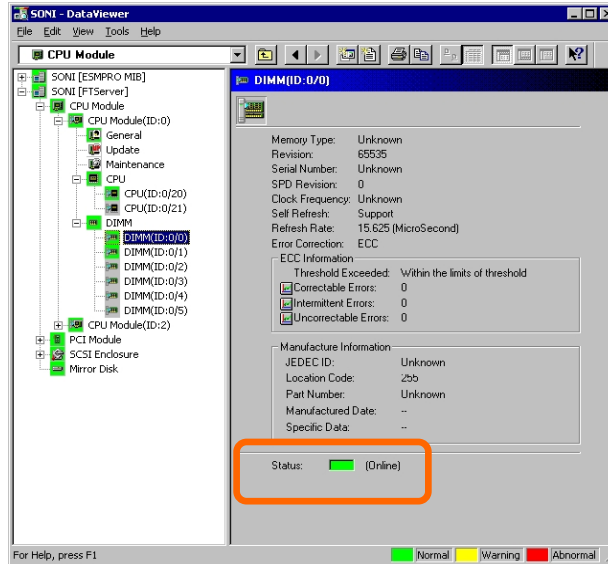 SONI - DataViewer
File Edit View Tools Help
CPU Module
SONI [ESMPRO MIB]
SONI [FTServer]
CPU Module
CPU Module(ID:0)
General
Update
Maintenance
CPU
CPU(ID:0/20)
CPU(ID:0/21)
DIMM
DIMM(ID:0/0)
DIMM(ID:0/1)
DIMM(ID:0/2)
DIMM(ID:0/3)
DIMM(ID:0/4)
DIMM(ID:0/5)
CPU Module(ID:2)
PCI Module
SCSI Enclosure
Mirror Disk
DIMM(ID:0/0)
Memory Type: Unknown
Revision: 65535
Serial Number: Unknown
SPD Revision: 0
Clock Frequency: Unknown
Self Refresh: Support
Refresh Rate: 15.625 (MicroSecond)
Error Correction: ECC
ECC Information
Threshold Exceeded: Within the limits of threshold
Correctable Errors: 0
Intermittent Errors: 0
Uncorrectable Errors: 0
Manufacture Information
JEDEC ID: Unknown
Location Code: 255
Part Number: Unknown
Manufactured Date: --
Specific Data: --
Status: (Online)
For Help, press F1
Normal Warning Abnormal